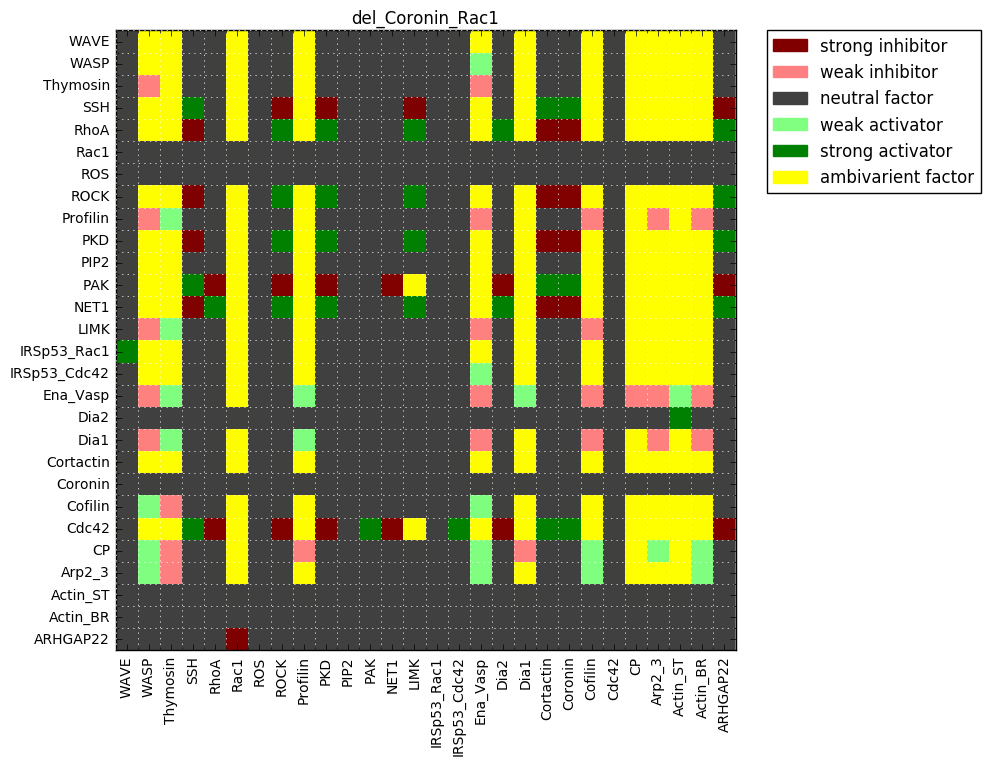 del_Coronin_Rac1
WAVE
WASP
Thymosin
SSH
RhoA
Rac1
ROS
ROCK
Profilin
PKD
PIP2
PAK
NET1
LIMK
IRSp53_Rac1
IRSp53_Cdc42
Ena_Vasp
Dia2
Dia1
Cortactin
Coronin
Cofilin
Cdc42
CP
Arp2_3
Actin_ST
Actin_BR
ARHGAP22
WAVE
WASP
Thymosin
SSH
RhoA
Rac1
ROS
ROCK
Profilin
PKD
PIP2
PAK
NET1
LIMK
IRSp53_Rac1
IRSp53_Cdc42
Ena_Vasp
Dia2
Dia1
Cortactin
Coronin
Cofilin
Cdc42
CP
Arp2_3
Actin_ST
Actin_BR
ARHGAP22
strong inhibitor
weak inhibitor
neutral factor
weak activator
strong activator
ambivarient factor